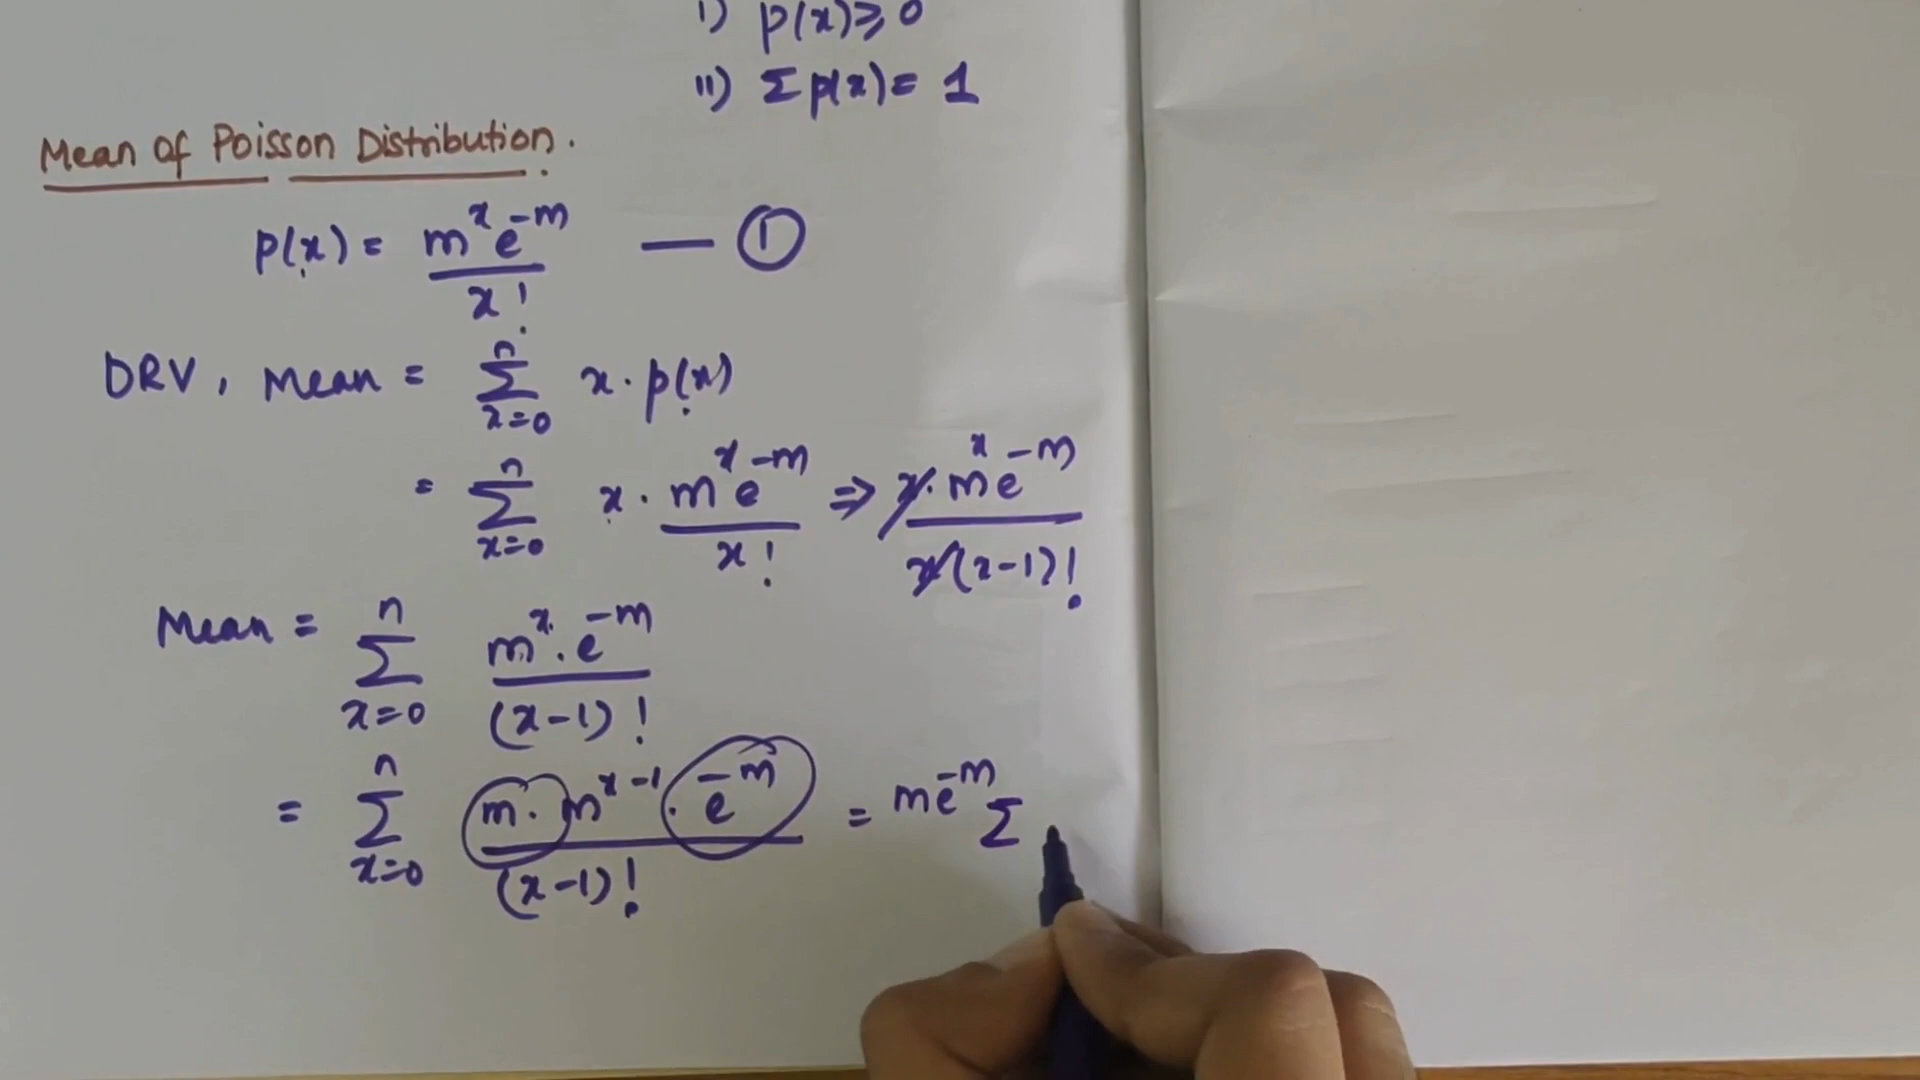 i) p(x) ≥ 0
ii) Σ p(x) = 1
Mean of Poisson Distribution.
p(x) = m^x e^-m / x! — ①
DRV, Mean = Σ_{x=0}^{n} x · p(x)
= Σ_{x=0}^{n} x · m^x e^-m / x! ⇒ x · m^x e^-m / x(x-1)!
Mean = Σ_{x=0}^{n} m^x · e^-m / (x-1)!
= Σ_{x=0}^{n} m · m^{x-1} · e^-m / (x-1)! = m e^-m Σ